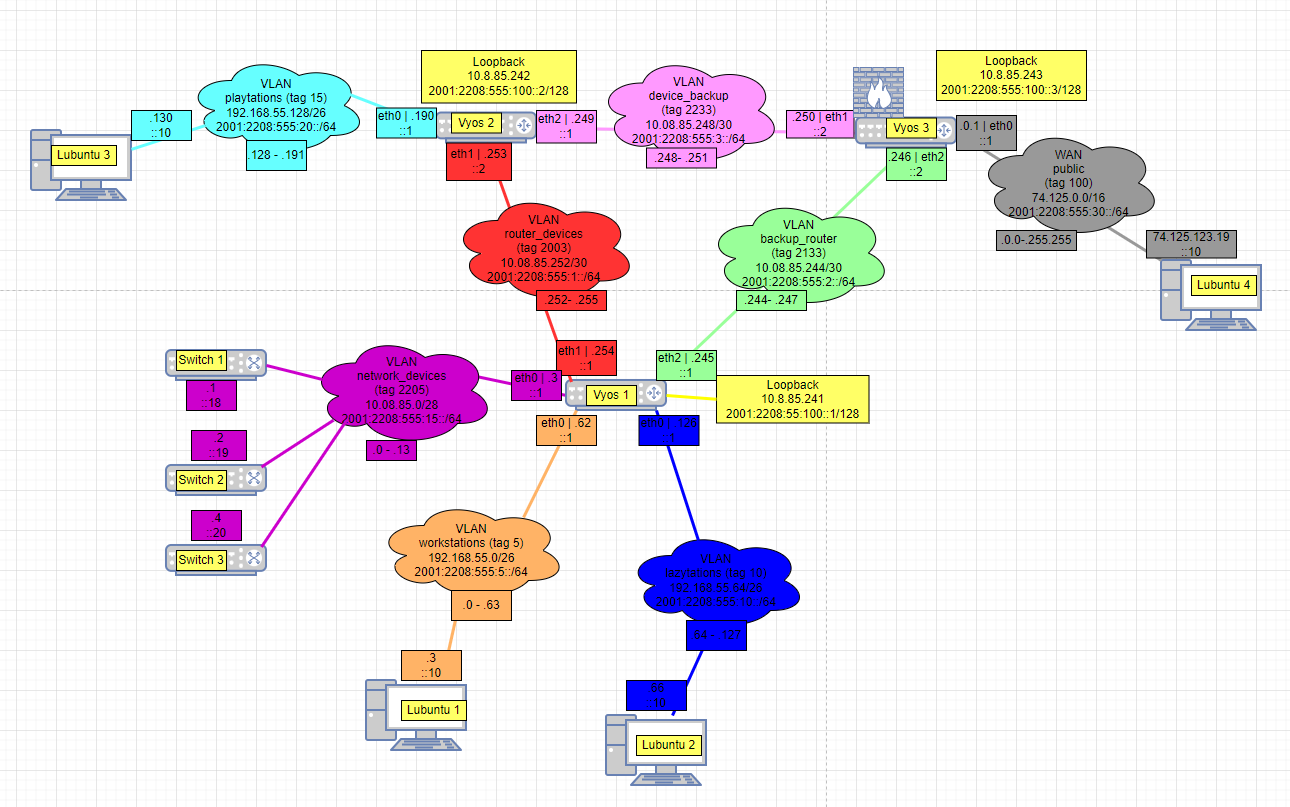 Loopback
10.8.85.242
2001:2208:555:100::2/128
Loopback
10.8.85.243
2001:2208:555:100::3/128
VLAN
playtations (tag 15)
192.168.55.128/26
2001:2208:555:20::/64
.128 - .191
.130
::10
Lubuntu 3
eth0 | .190
::1
Vyos 2
eth2 | .249
::1
eth1 | .253
::2
VLAN
device_backup
(tag 2233)
10.08.85.248/30
2001:2208:555:3::/64
.248- .251
.250 | eth1
::2
Vyos 3
.0.1 | eth0
::1
.246 | eth2
::2
WAN
public
(tag 100)
74.125.0.0/16
2001:2208:555:30::/64
.0.0-.255.255
74.125.123.19
::10
Lubuntu 4
VLAN
router_devices
(tag 2003)
10.08.85.252/30
2001:2208:555:1::/64
.252- .255
VLAN
backup_router
(tag 2133)
10.08.85.244/30
2001:2208:555:2::/64
.244- .247
eth1 | .254
::1
eth2 | .245
::1
Switch 1
.1
::18
VLAN
network_devices
(tag 2205)
10.08.85.0/28
2001:2208:555:15::/64
.0 - .13
eth0 | .3
::1
Vyos 1
Loopback
10.8.85.241
2001:2208:55:100::1/128
eth0 | .62
::1
eth0 | .126
::1
.2
::19
Switch 2
.4
::20
Switch 3
VLAN
workstations (tag 5)
192.168.55.0/26
2001:2208:555:5::/64
.0 - .63
VLAN
lazytations (tag 10)
192.168.55.64/26
2001:2208:555:10::/64
.64 - .127
.3
::10
Lubuntu 1
.66
::10
Lubuntu 2